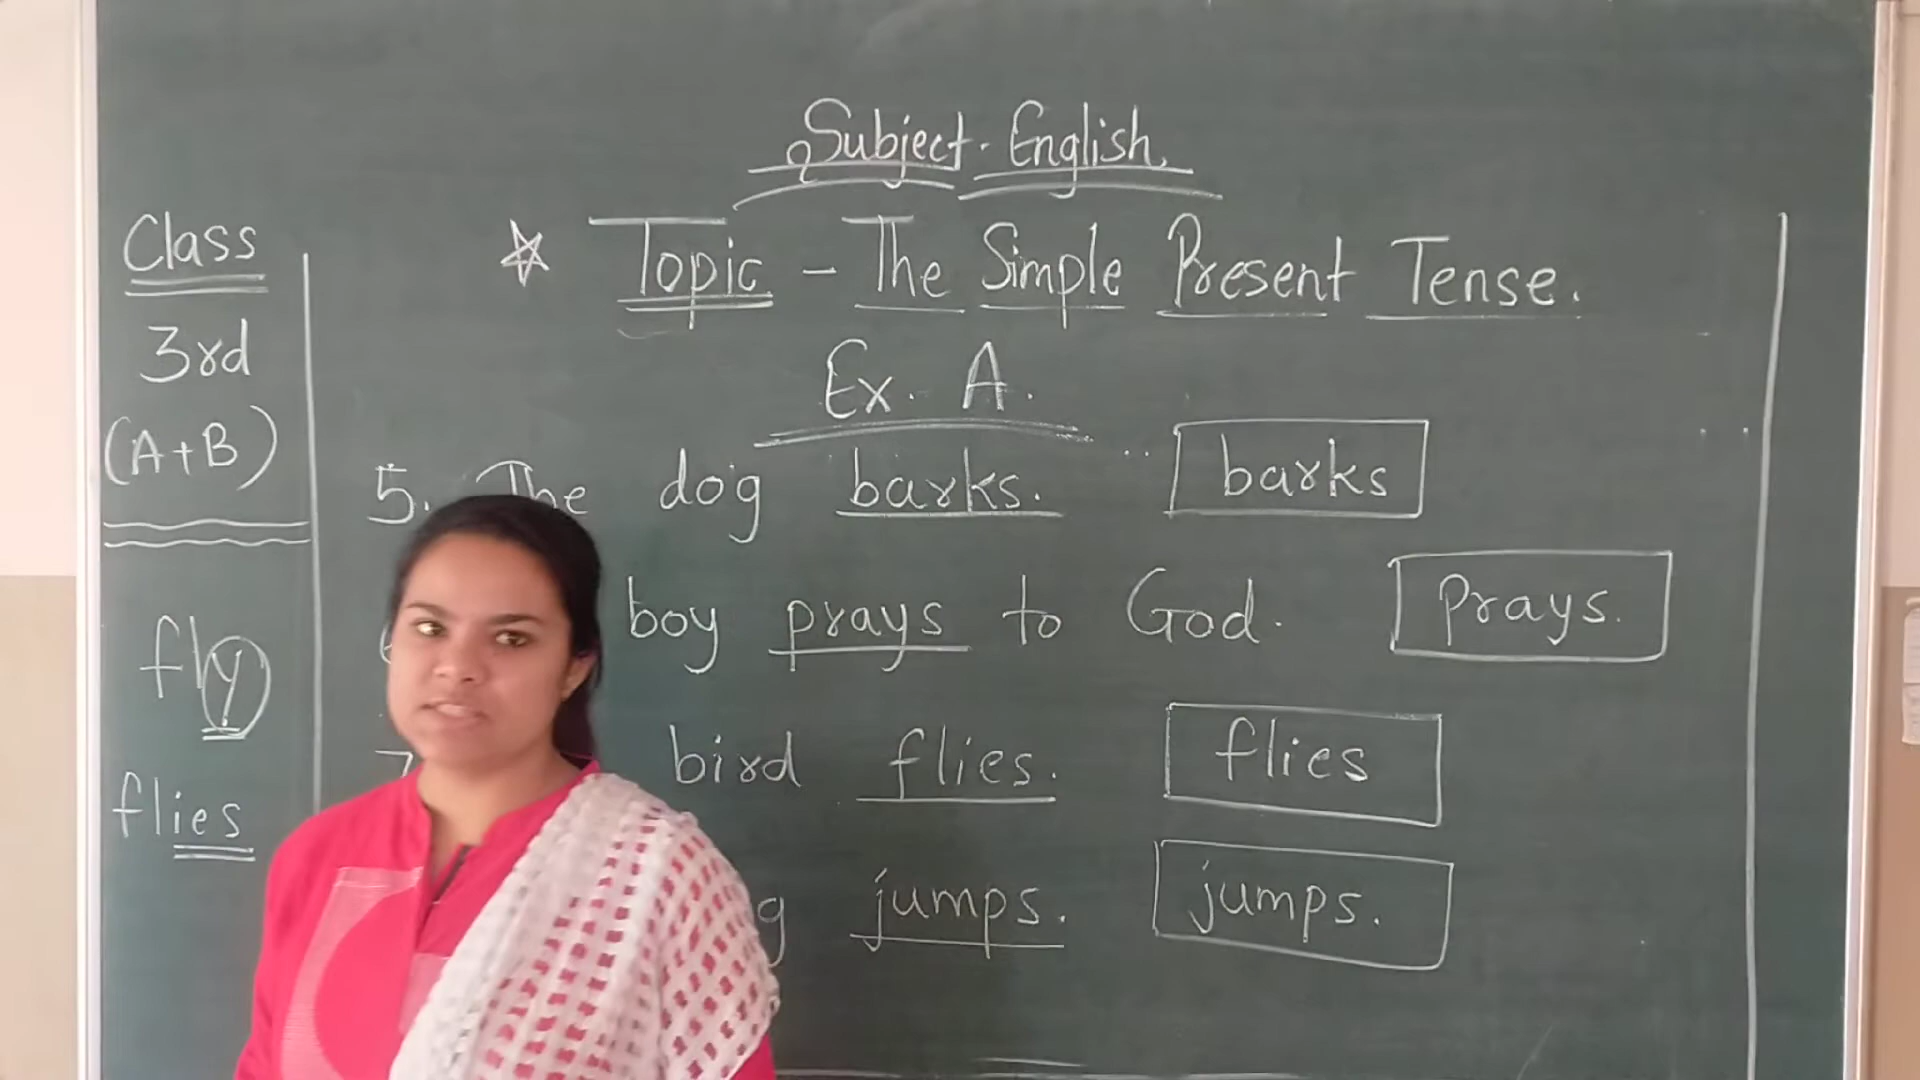 Subject - English.
Class
3rd
(A+B)
fly
flies
☆ Topic - The Simple Present Tense.
Ex. A.
5. The dog barks. barks
boy prays to God. Prays.
bird flies. flies
jumps. jumps.